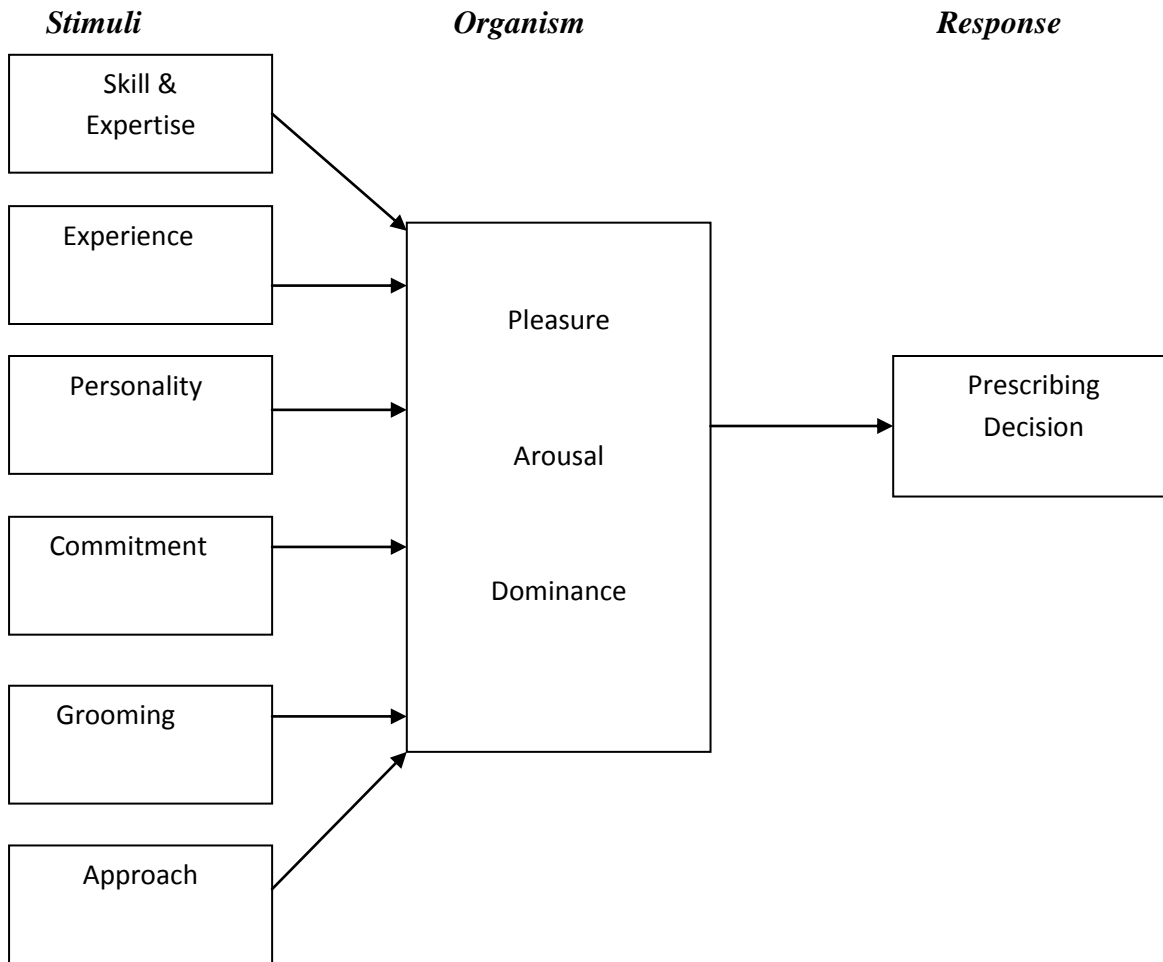 Stimuli Organism Response
Skill &
Expertise
Experience
Personality
Commitment
Grooming
Approach
Pleasure
Arousal
Dominance
Prescribing
Decision